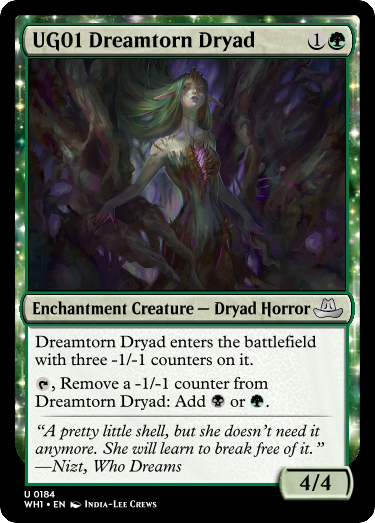 UG01 Dreamtorn Dryad 1
Enchantment Creature — Dryad Horror
Dreamtorn Dryad enters the battlefield
with three -1/-1 counters on it.
, Remove a -1/-1 counter from
Dreamtorn Dryad: Add or .
“A pretty little shell, but she doesn’t need it
anymore. She will learn to break free of it.”
—Nizt, Who Dreams
4/4
U 0184
WH1 • EN India-Lee Crews